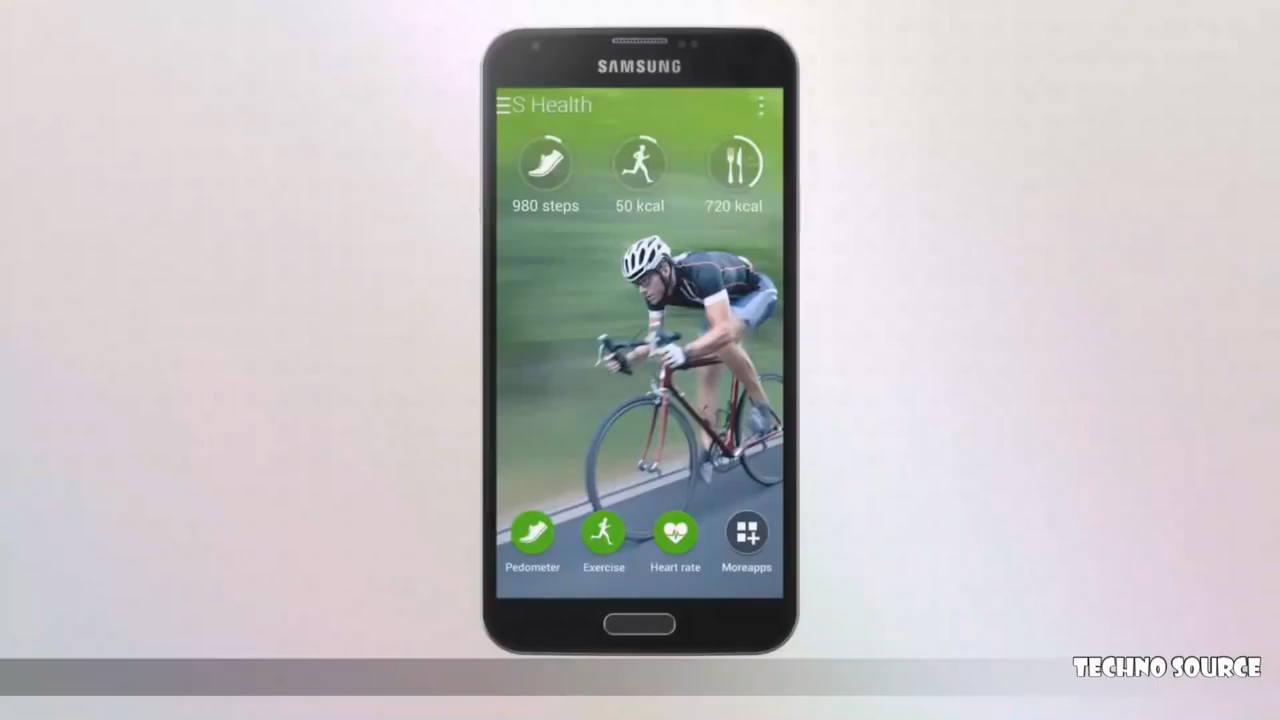 SAMSUNG
S Health
980 steps
50 kcal
720 kcal
Pedometer
Exercise
Heart rate
Moreapps
TECHNO SOURCE